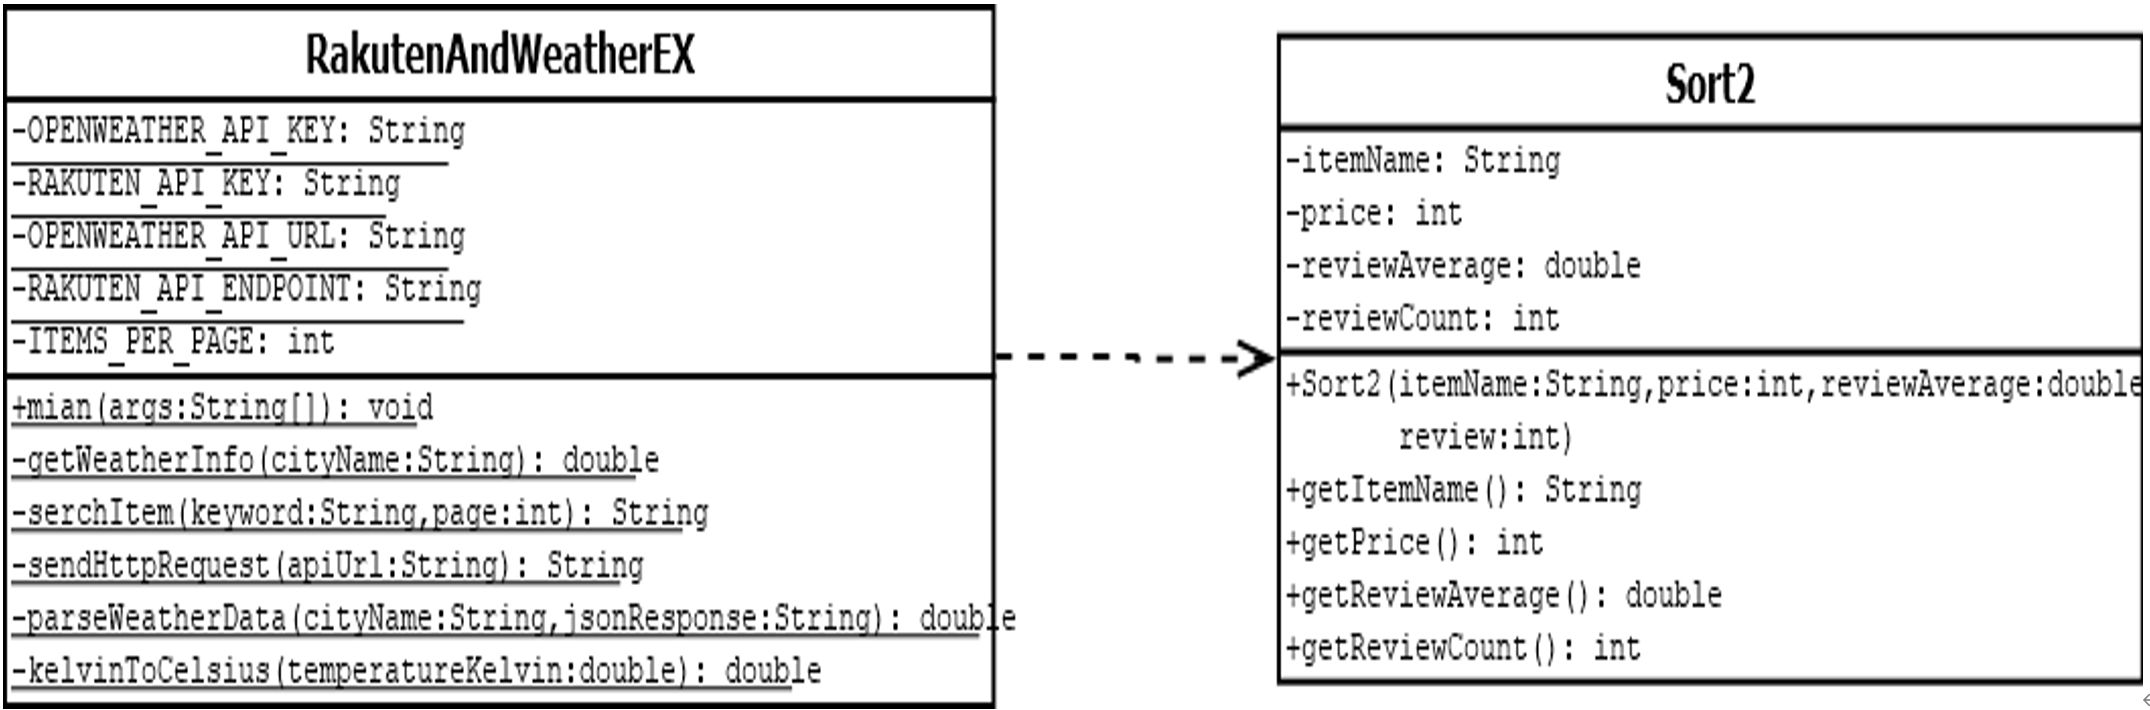 RakutenAndWeatherEX
-OPENWEATHER_API_KEY: String
-RAKUTEN_API_KEY: String
-OPENWEATHER_API_URL: String
-RAKUTEN_API_ENDPOINT: String
-ITEMS_PER_PAGE: int
+mian(args:String[]): void
-getWeatherInfo(cityName:String): double
-serchItem(keyword:String,page:int): String
-sendHttpRequest(apiUrl:String): String
-parseWeatherData(cityName:String,jsonResponse:String): double
-kelvinToCelsius(temperatureKelvin:double): double
Sort2
-itemName: String
-price: int
-reviewAverage: double
-reviewCount: int
+Sort2(itemName:String,price:int,reviewAverage:double
review:int)
+getItemName(): String
+getPrice(): int
+getReviewAverage(): double
+getReviewCount(): int